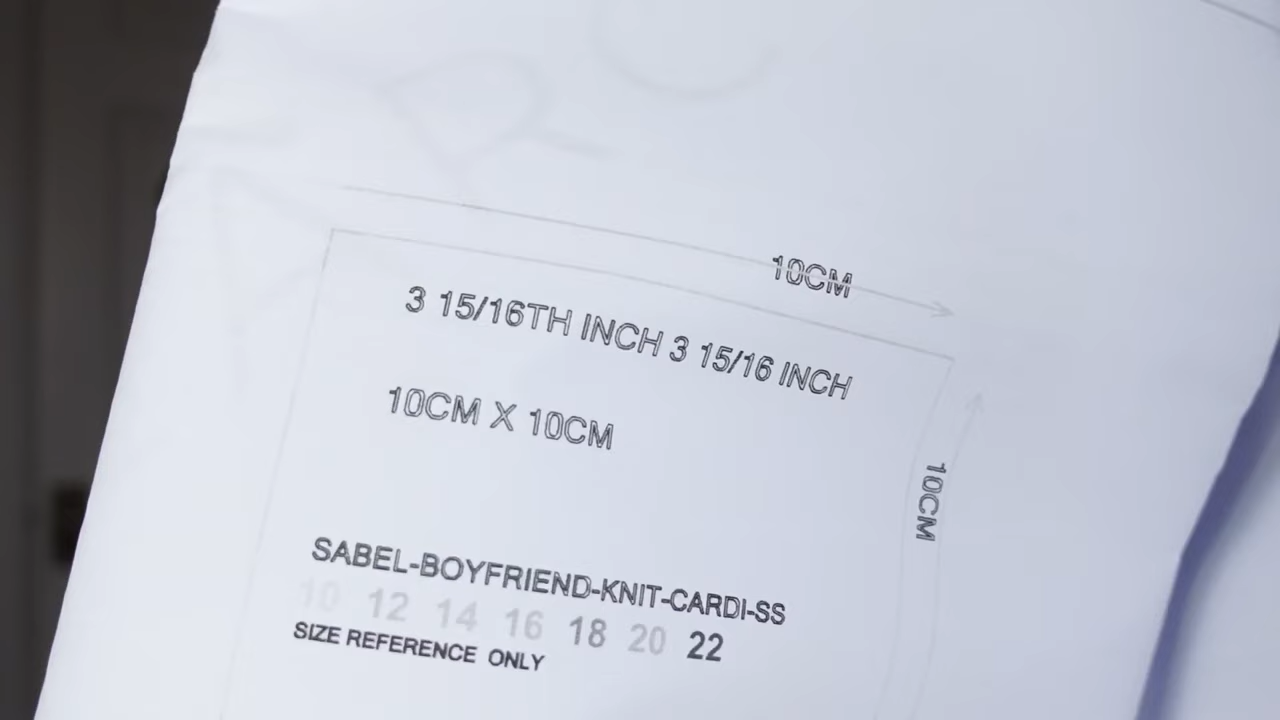 10CM
3 15/16TH INCH 3 15/16 INCH
10CM X 10CM
10CM
SABEL-BOYFRIEND-KNIT-CARDI-SS
10 12 14 16 18 20 22
SIZE REFERENCE ONLY